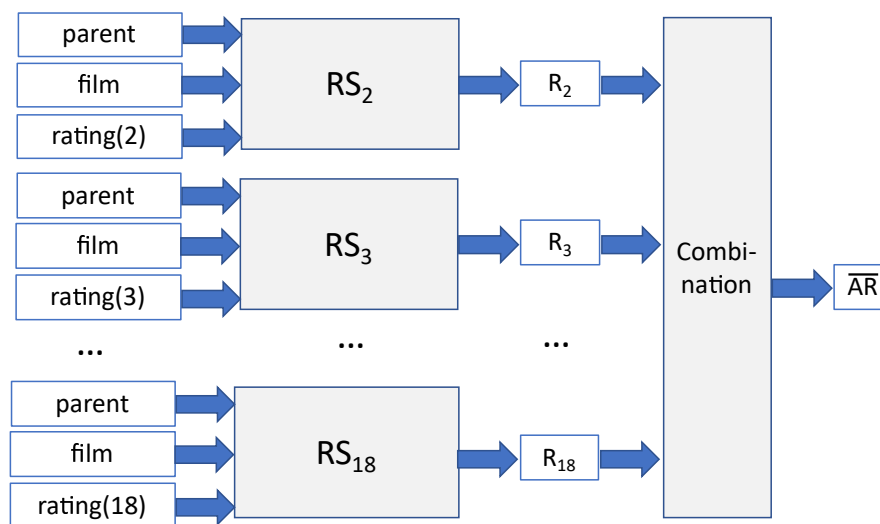 parent
film
rating(2)
RS₂
R₂
parent
film
rating(3)
RS₃
R₃
Combi-
nation
A̅R̅
...
...
...
parent
film
rating(18)
RS₁₈
R₁₈